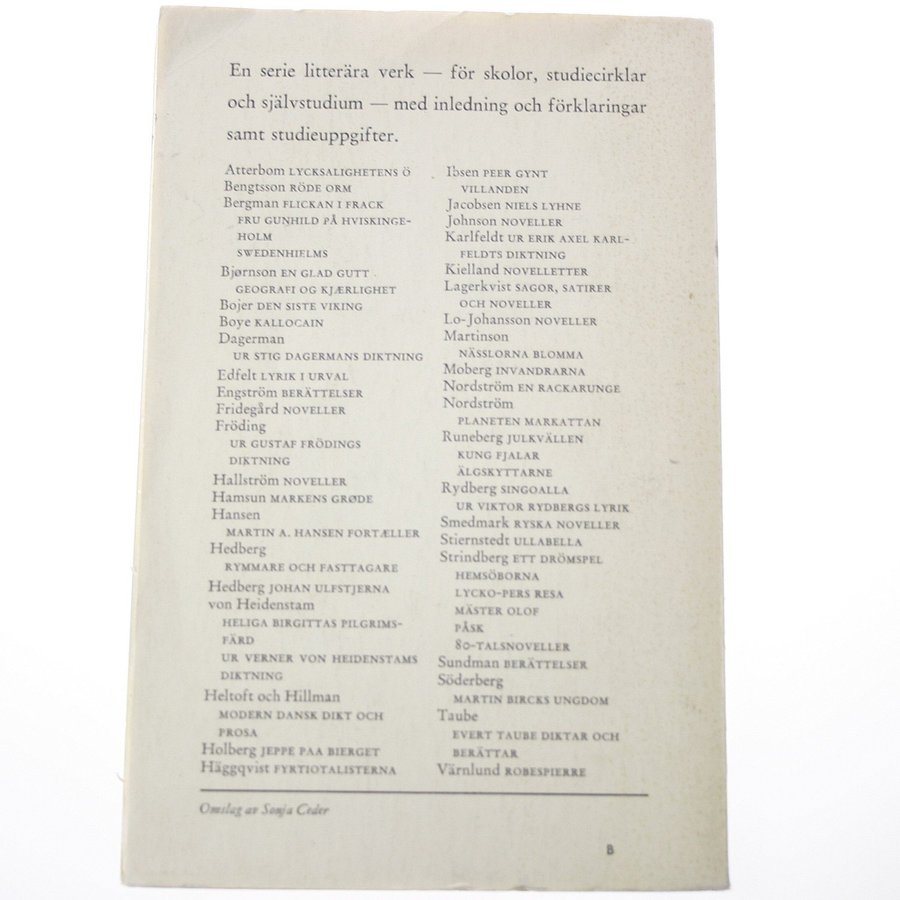 En serie litterära verk — för skolor, studiecirklar
och självstudium — med inledning och förklaringar
samt studieuppgifter.
Atterbom LYCKSALIGHETENS Ö
Bengtsson RÖDE ORM
Bergman FLICKAN I FRACK
FRU GUNHILD PÅ HVISKINGE-
HOLM
SWEDENHIELMS
Bjørnson EN GLAD GUTT
GEOGRAFI OG KJÆRLIGHET
Bojer DEN SISTE VIKING
Boye KALLOCAIN
Dagerman
UR STIG DAGERMANS DIKTNING
Edfelt LYRIK I URVAL
Engström BERÄTTELSER
Fridegård NOVELLER
Fröding
UR GUSTAF FRÖDINGS
DIKTNING
Hallström NOVELLER
Hamsun MARKENS GRØDE
Hansen
MARTIN A. HANSEN FORTÆLLER
Hedberg
RYMMARE OCH FASTTAGARE
Hedberg JOHAN ULFSTJERNA
von Heidenstam
HELIGA BIRGITTAS PILGRIMS-
FÄRD
UR VERNER VON HEIDENSTAMS
DIKTNING
Heltoft och Hillman
MODERN DANSK DIKT OCH
PROSA
Holberg JEPPE PAA BIERGET
Häggqvist FYRTIOTALISTERNA
Ibsen PEER GYNT
VILLANDEN
Jacobsen NIELS LYHNE
Johnson NOVELLER
Karlfeldt UR ERIK AXEL KARL-
FELDTS DIKTNING
Kielland NOVELLETTER
Lagerkvist SAGOR, SATIRER
OCH NOVELLER
Lo-Johansson NOVELLER
Martinson
NÄSSLORNA BLOMMA
Moberg INVANDRARNA
Nordström EN RACKARUNGE
Nordström
PLANETEN MARKATTAN
Runeberg JULKVÄLLEN
KUNG FJALAR
ÄLGSKYTTARNE
Rydberg SINGOALLA
UR VIKTOR RYDBERGS LYRIK
Smedmark RYSKA NOVELLER
Stiernstedt ULLABELLA
Strindberg ETT DRÖMSPEL
HEMSÖBORNA
LYCKO-PERS RESA
MÄSTER OLOF
PÅSK
80-TALSNOVELLER
Sundman BERÄTTELSER
Söderberg
MARTIN BIRCKS UNGDOM
Taube
EVERT TAUBE DIKTAR OCH
BERÄTTAR
Värnlund ROBESPIERRE
Omslag av Sonja Ceder
B